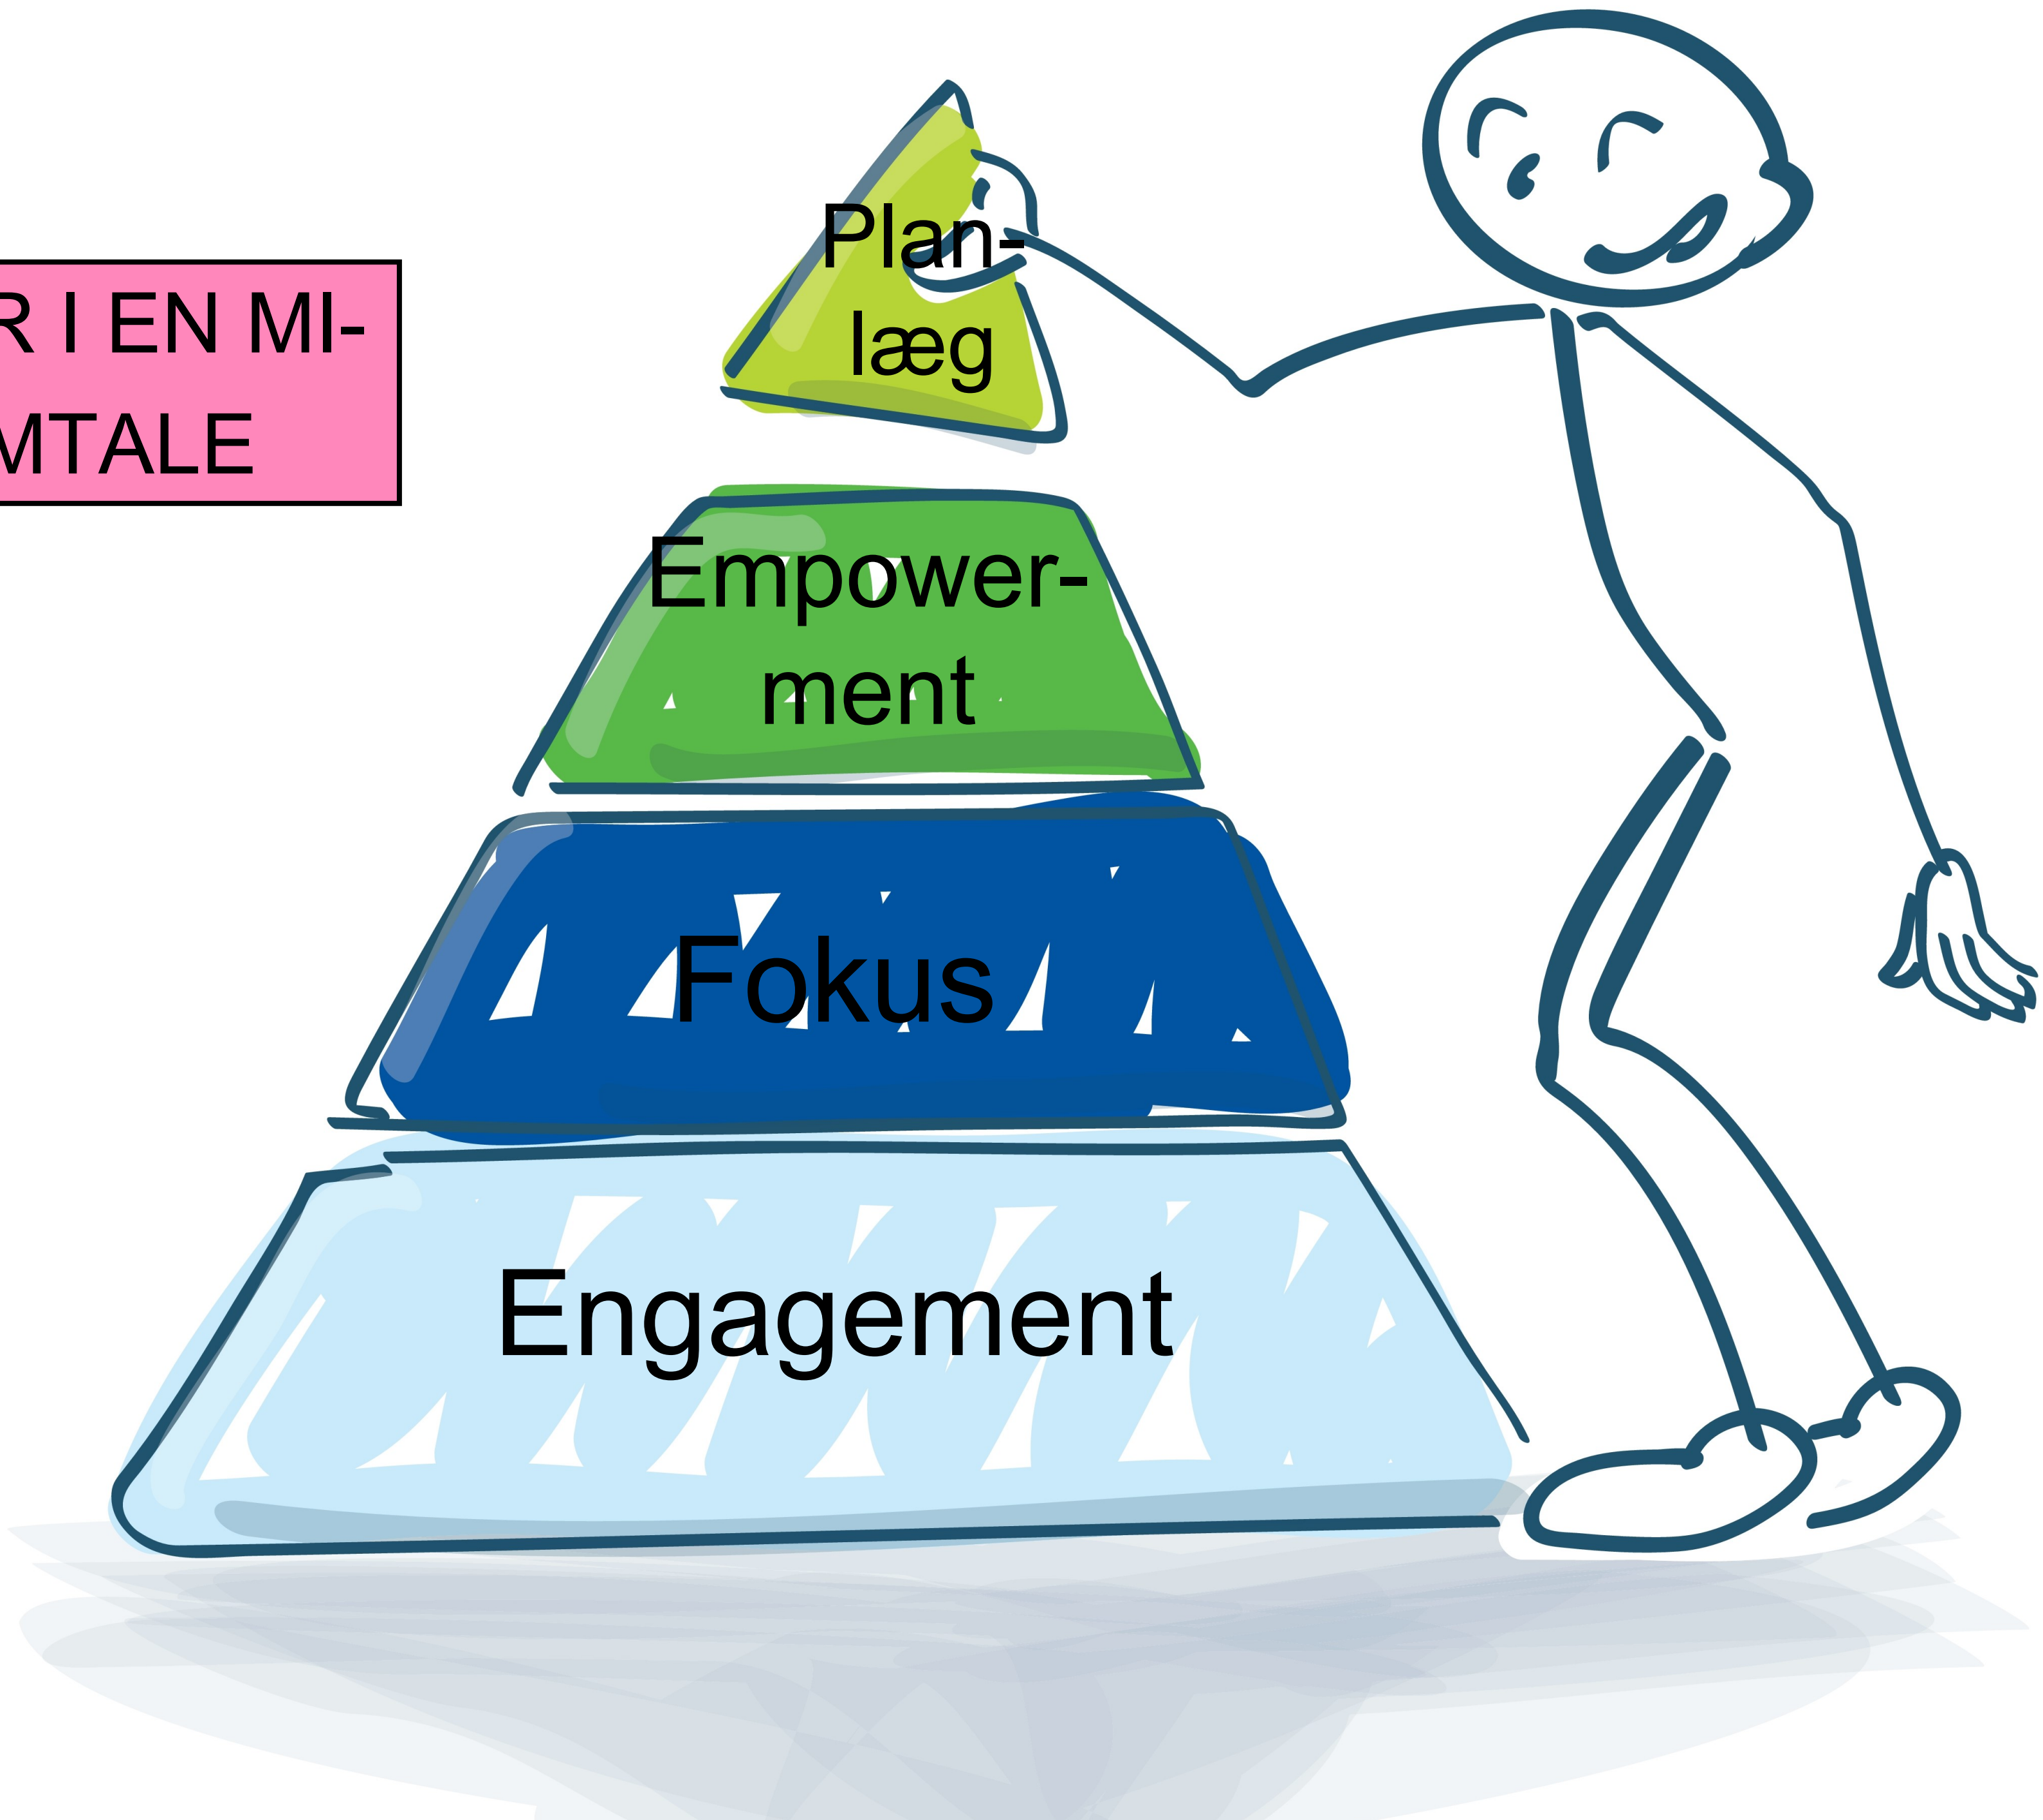 R I EN MI-
MTALE
Plan-
læg
Empower-
ment
Fokus
Engagement